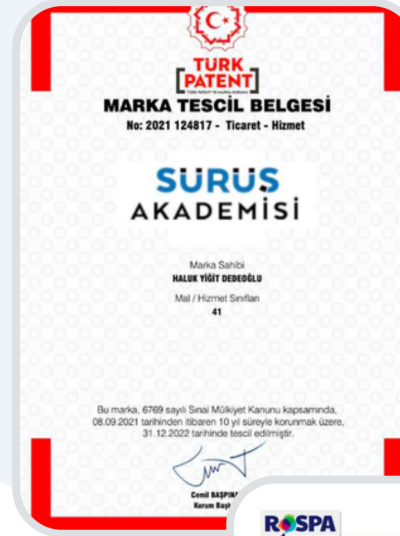 TÜRK
PATENT
MARKA TESCİL BELGESİ
No: 2021 124817 - Ticaret - Hizmet
SÜRÜŞ
AKADEMİSİ
Marka Sahibi
HALUK YİĞİT DEDEOĞLU
Mal / Hizmet Sınıfları
41
Bu marka, 6769 sayılı Sınai Mülkiyet Kanunu kapsamında,
08.09.2021 tarihinden itibaren 10 yıl süreyle korunmak üzere,
31.12.2022 tarihinde tescil edilmiştir.
Cemil
Kurum
RoSPA